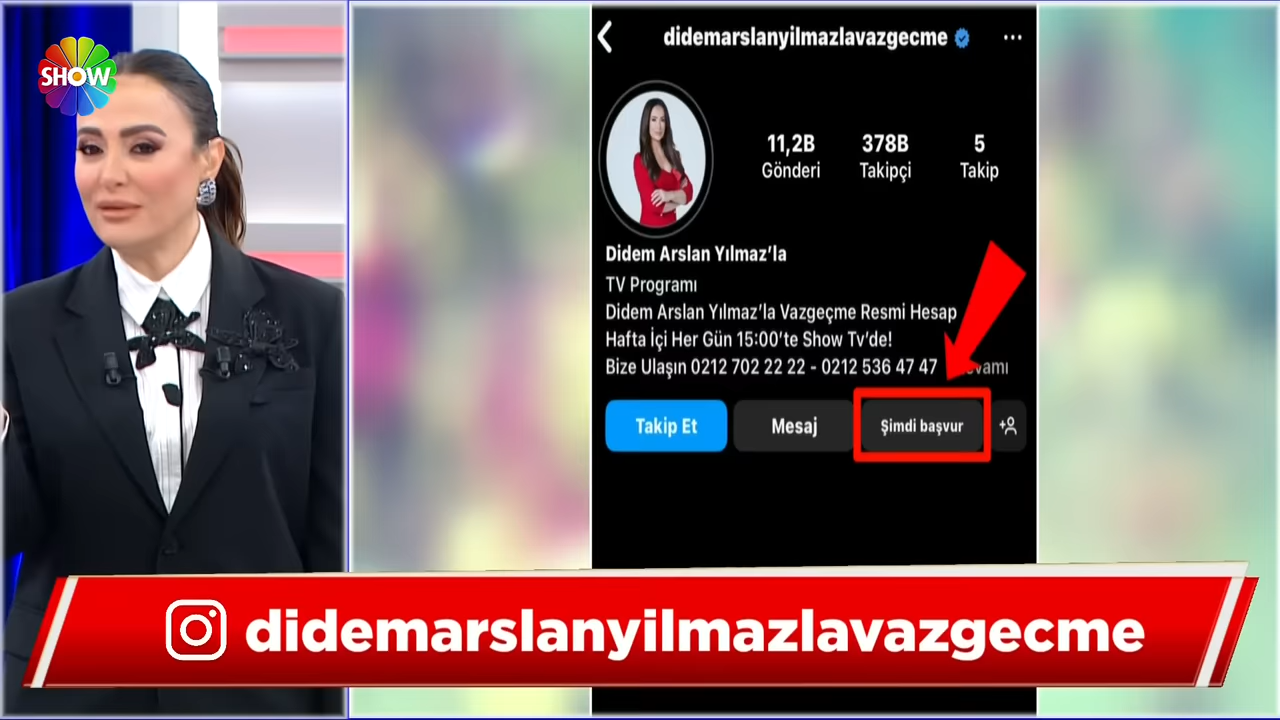 SHOW
didemarslanyilmazlavazgecme
11,2B
378B
5
Gönderi
Takipçi
Takip
Didem Arslan Yılmaz’la
TV Programı
Didem Arslan Yılmaz’la Vazgeçme Resmi Hesap
Hafta İçi Her Gün 15:00’te Show Tv’de!
Bize Ulaşın 0212 702 22 22 - 0212 536 47 47
Takip Et
Mesaj
Şimdi başvur
didemarslanyilmazlavazgecme